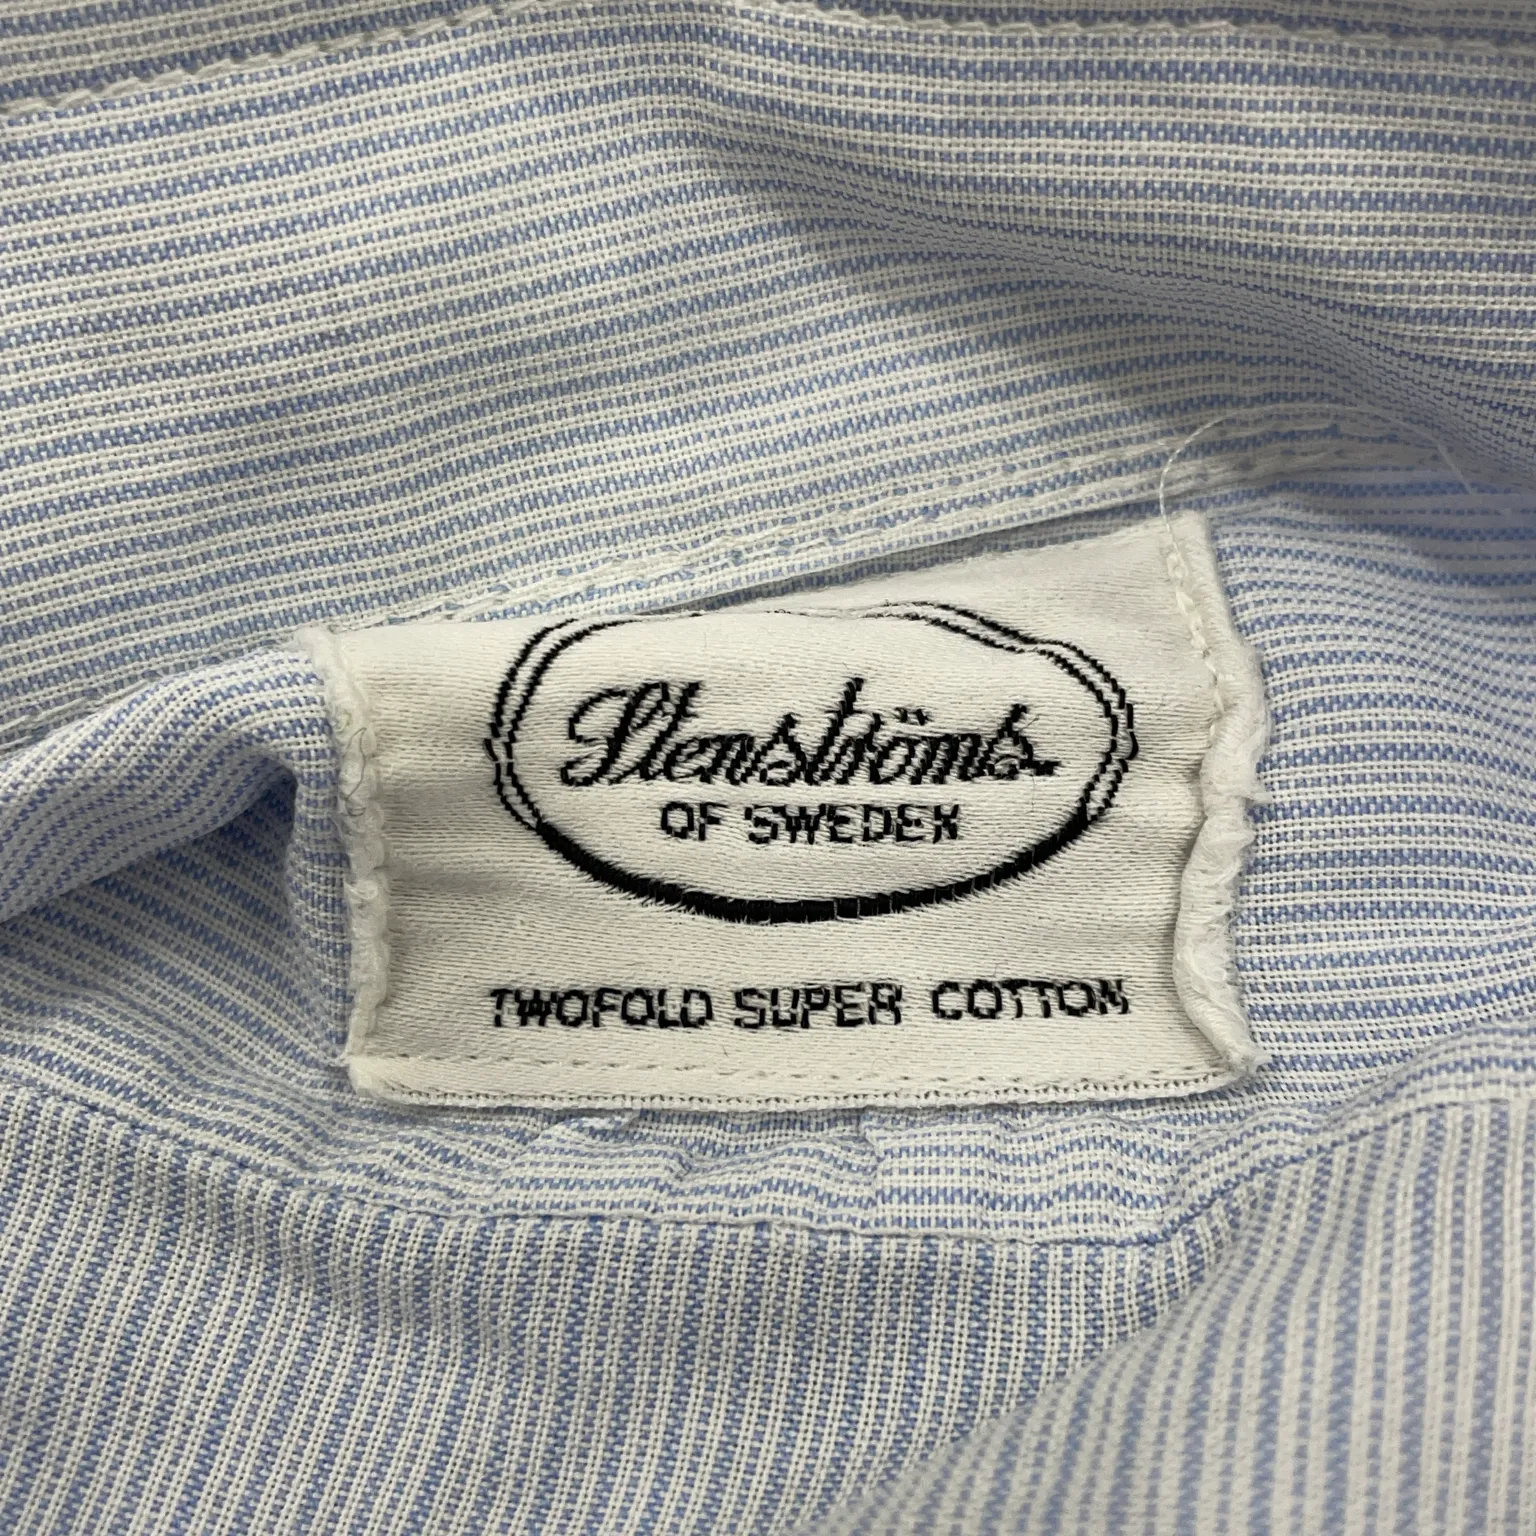 Stenströms
OF SWEDEN
TWOFOLD SUPER COTTON